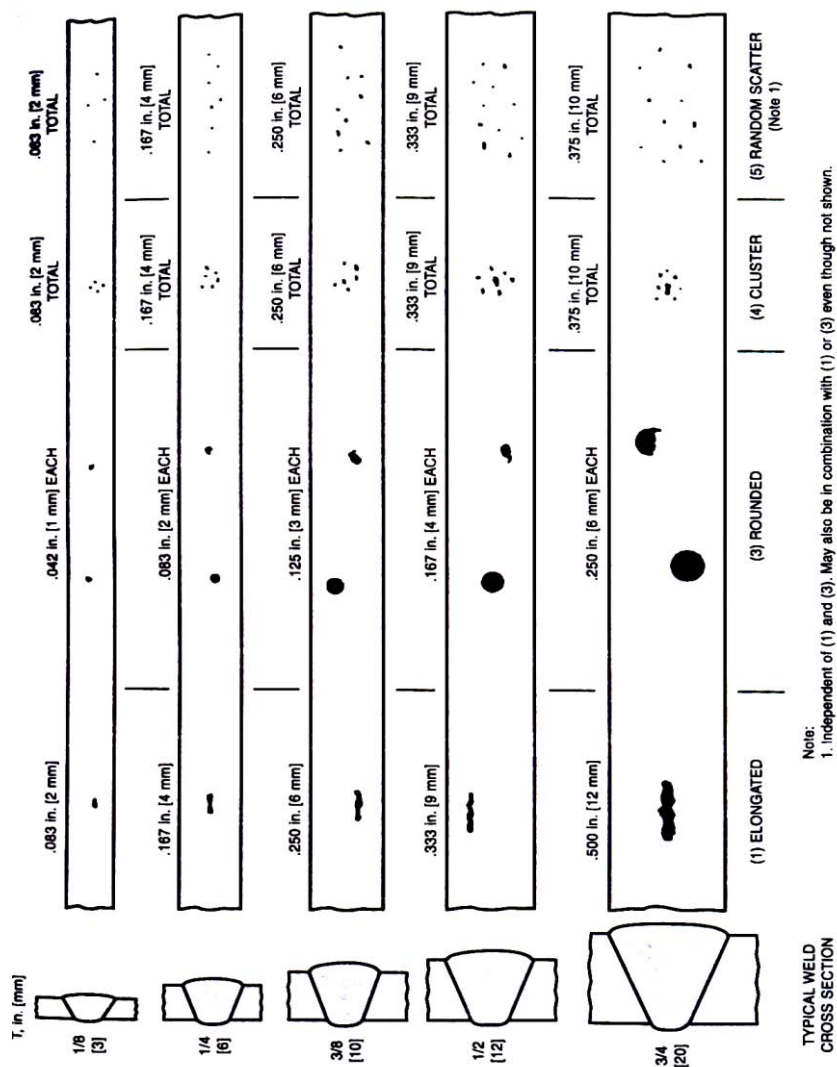 T, in. [mm]
1/8
[3]
.083 in. [2 mm]
.042 in. [1 mm] EACH
.083 in. [2 mm]
TOTAL
.083 in. [2 mm]
TOTAL
1/4
[6]
.167 in. [4 mm]
.083 in. [2 mm] EACH
.167 in. [4 mm]
TOTAL
.167 in. [4 mm]
TOTAL
3/8
[10]
.250 in. [6 mm]
.125 in. [3 mm] EACH
.250 in. [6 mm]
TOTAL
.250 in. [6 mm]
TOTAL
1/2
[12]
.333 in. [9 mm]
.167 in. [4 mm] EACH
.333 in. [9 mm]
TOTAL
.333 in. [9 mm]
TOTAL
3/4
[20]
.500 in. [12 mm]
.250 in. [6 mm] EACH
.375 in. [10 mm]
TOTAL
.375 in. [10 mm]
TOTAL
TYPICAL WELD
CROSS SECTION
(1) ELONGATED
(3) ROUNDED
(4) CLUSTER
(5) RANDOM SCATTER
(Note 1)
Note:
1. Independent of (1) and (3). May also be in combination with (1) or (3) even though not shown.